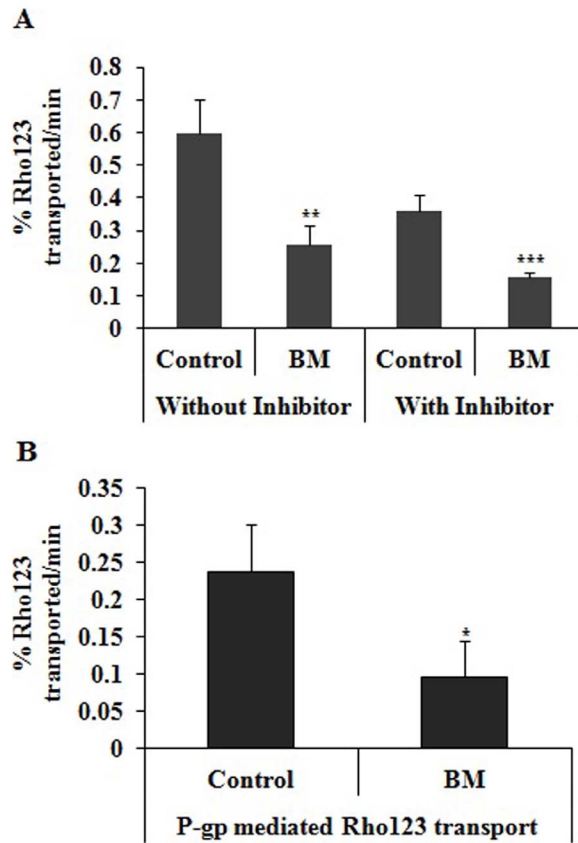 A
% Rho123
transported/min
0.8
0.7
0.6
0.5
0.4
0.3
0.2
0.1
0
**
***
Control BM Control BM
Without Inhibitor With Inhibitor
B
% Rho123
transported/min
0.35
0.3
0.25
0.2
0.15
0.1
0.05
0
*
Control BM
P-gp mediated Rho123 transport